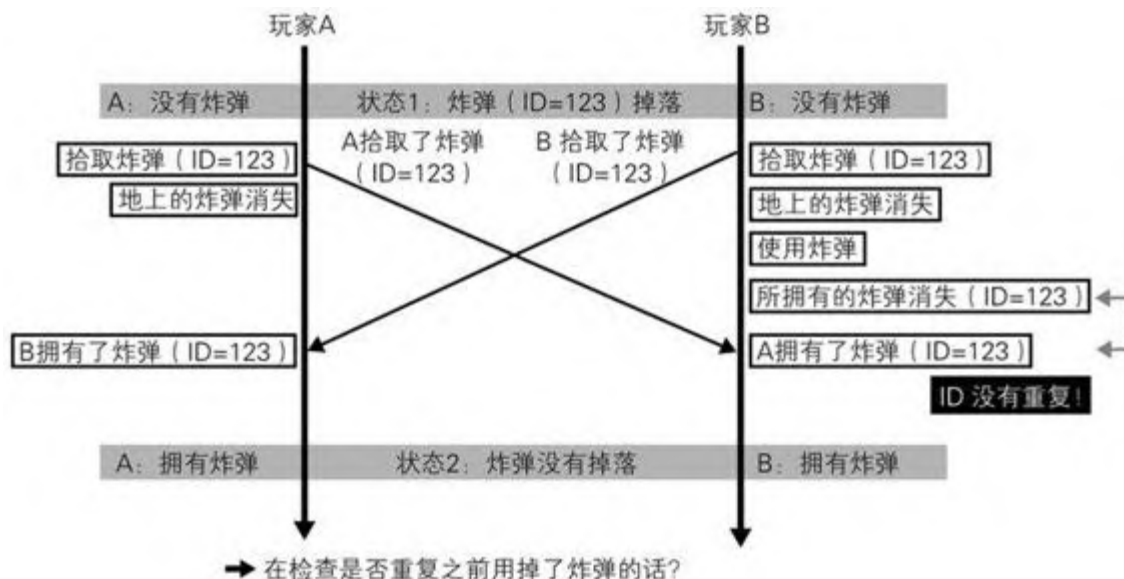 玩家A 玩家B
A：没有炸弹 状态1：炸弹（ID=123）掉落 B：没有炸弹
A拾取了炸弹
（ID=123）
B 拾取了炸弹
（ID=123）
拾取炸弹（ID=123）
地上的炸弹消失
拾取炸弹（ID=123）
地上的炸弹消失
使用炸弹
所拥有的炸弹消失（ID=123）
B拥有了炸弹（ID=123）
A拥有了炸弹（ID=123）
ID 没有重复！
A：拥有炸弹 状态2：炸弹没有掉落 B：拥有炸弹
➡ 在检查是否重复之前用掉了炸弹的话？